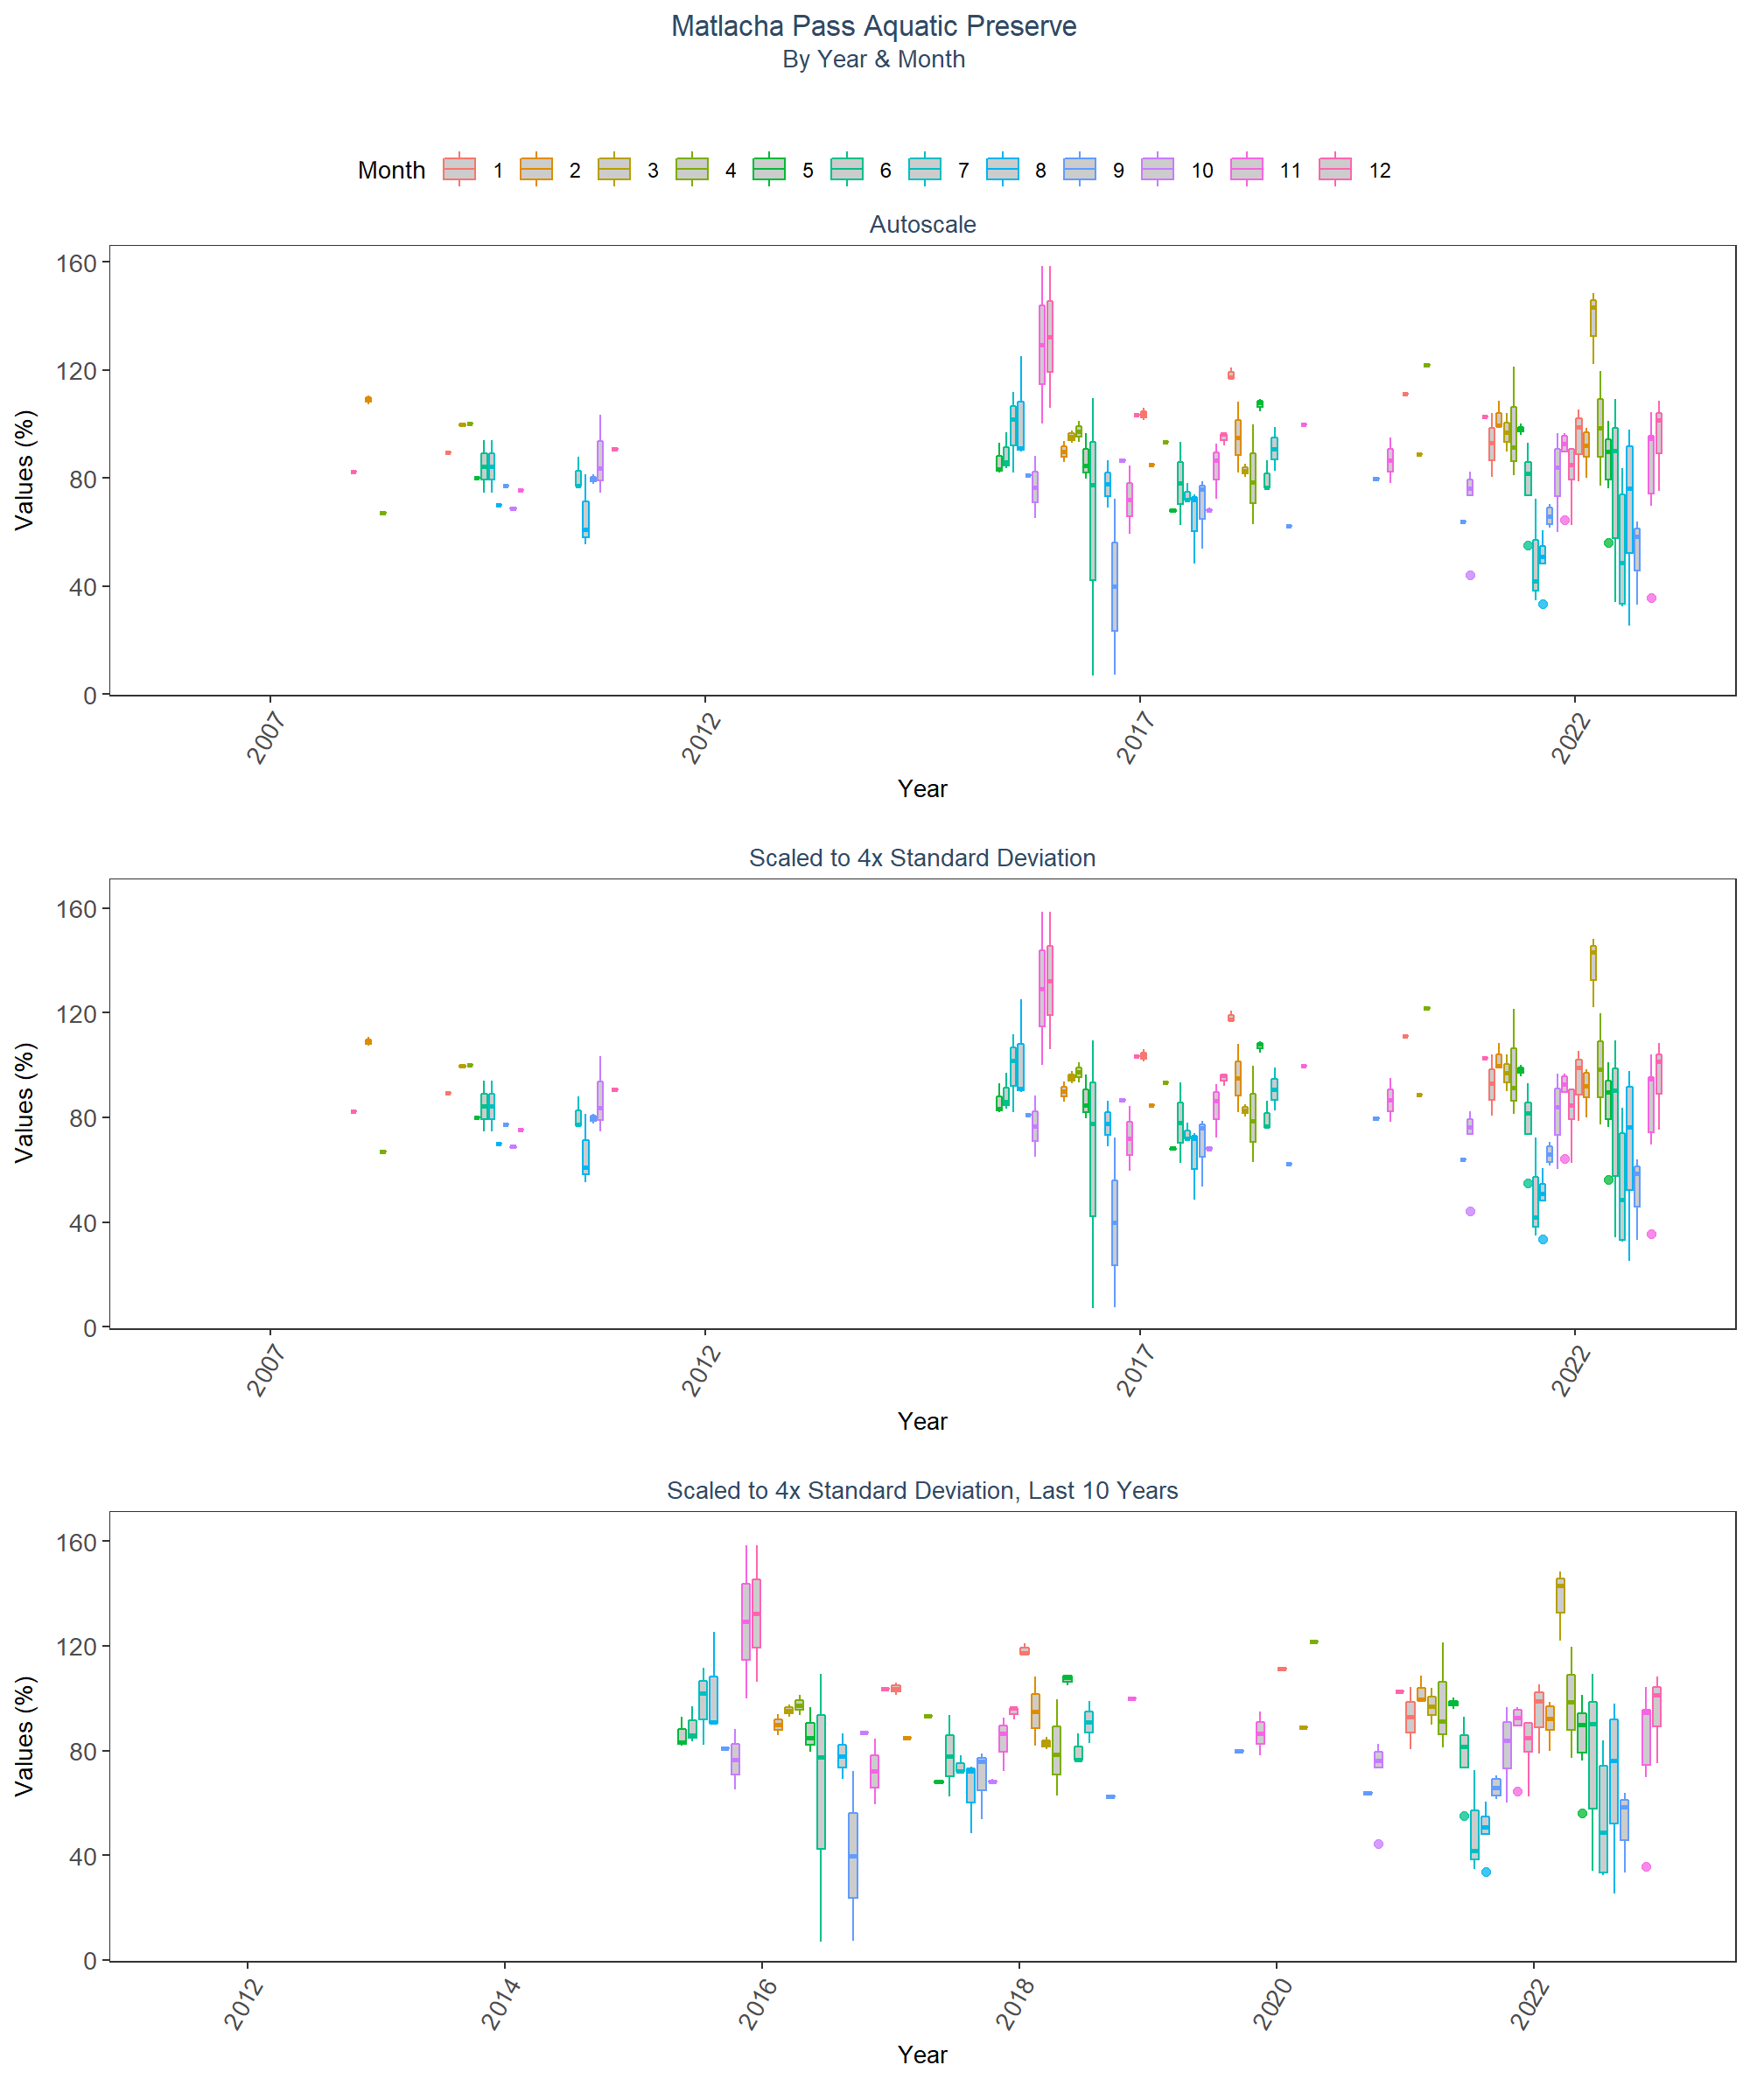 Matlacha Pass Aquatic Preserve
By Year & Month
Month 1 2 3 4 5 6 7 8 9 10 11 12
Autoscale
Values (%)
160
120
80
40
0
2007 2012 2017 2022
Year
Scaled to 4x Standard Deviation
Values (%)
160
120
80
40
0
2007 2012 2017 2022
Year
Scaled to 4x Standard Deviation, Last 10 Years
Values (%)
160
120
80
40
0
2012 2014 2016 2018 2020 2022
Year